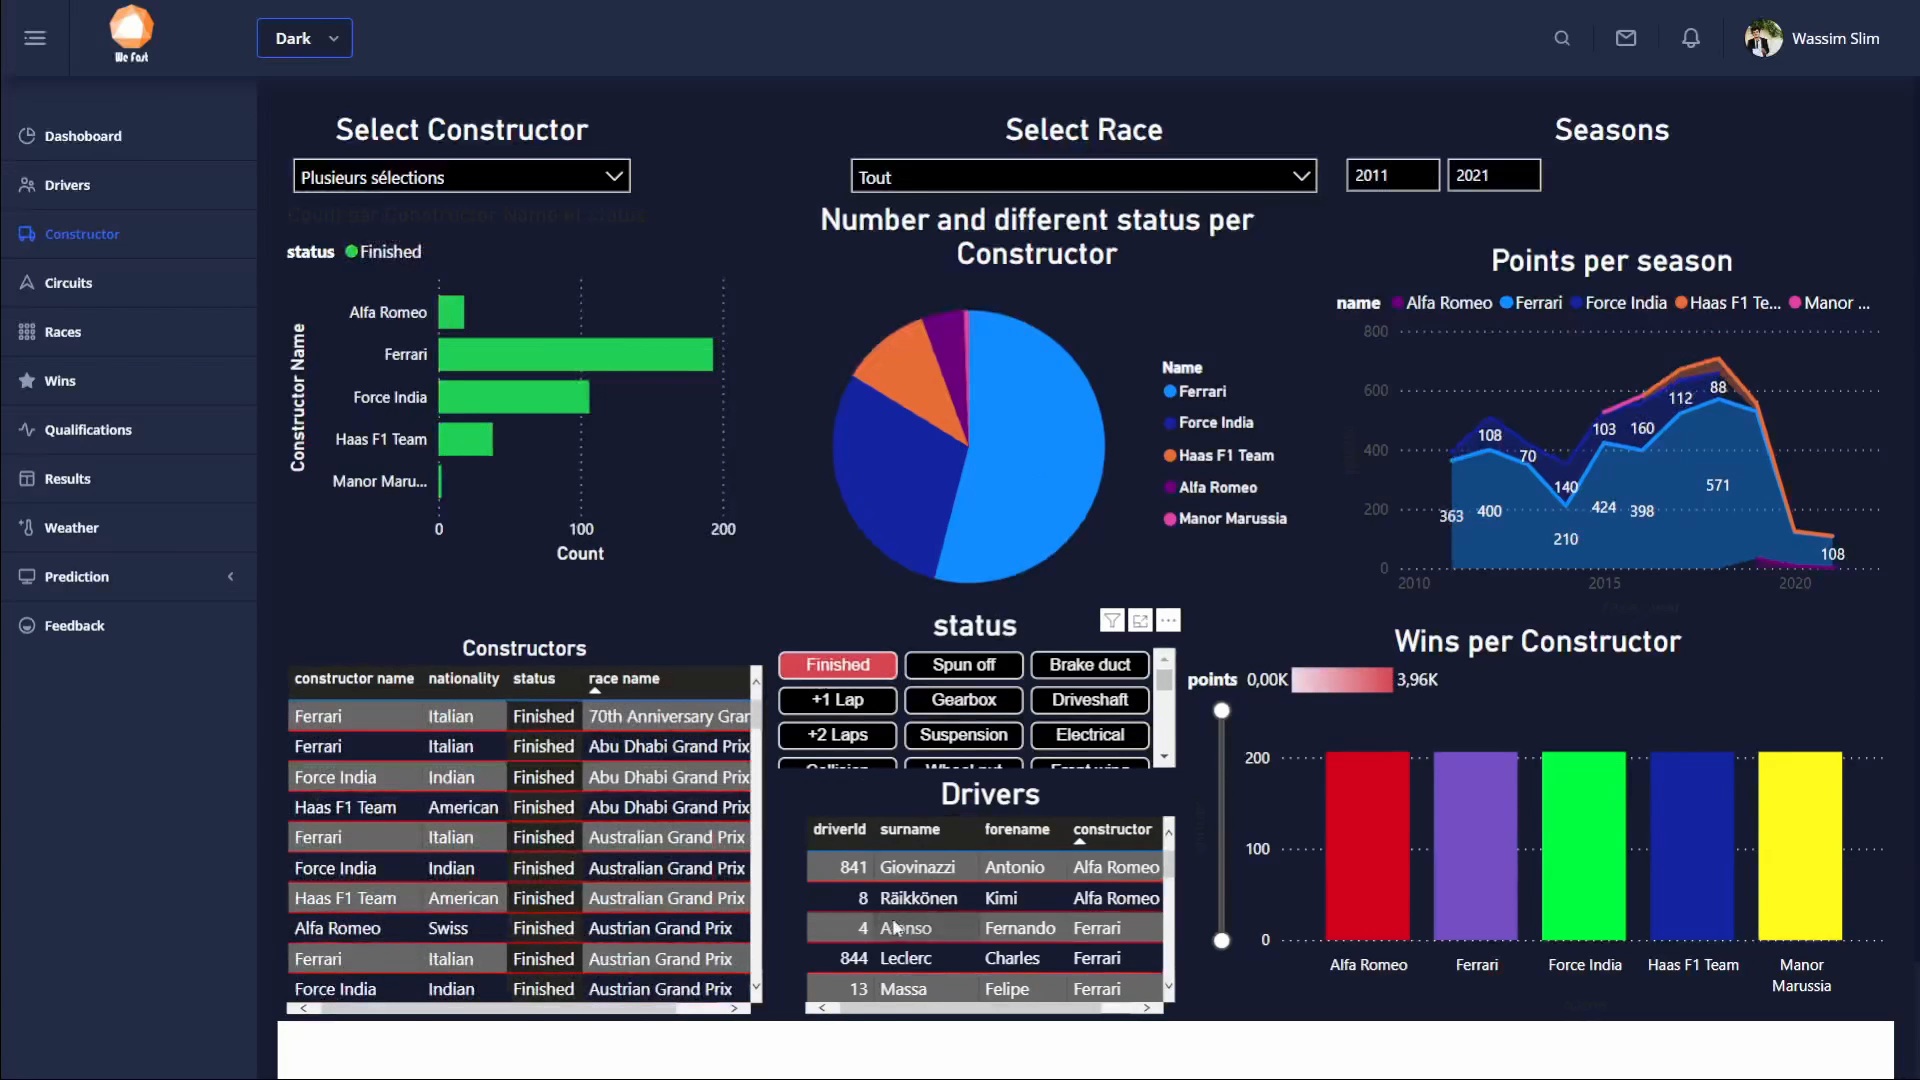 We Fast
Dark
Wassim Slim
Dashoboard
Drivers
Constructor
Circuits
Races
Wins
Qualifications
Results
Weather
Prediction
Feedback
Select Constructor
Plusieurs sélections
Select Race
Tout
Seasons
2011 2021
status Finished
Constructor Name
Alfa Romeo
Ferrari
Force India
Haas F1 Team
Manor Maru...
0 100 200
Count
Number and different status per
Constructor
Name
Ferrari
Force India
Haas F1 Team
Alfa Romeo
Manor Marussia
Points per season
name Alfa Romeo Ferrari Force India Haas F1 Te... Manor ...
800
600
400
200
0
363 400 210 424 398 571 108
108 70 140 103 160 112 88
2010 2015 2020
Constructors
constructor name nationality status race name
Ferrari Italian Finished 70th Anniversary Gran
Ferrari Italian Finished Abu Dhabi Grand Prix
Force India Indian Finished Abu Dhabi Grand Prix
Haas F1 Team American Finished Abu Dhabi Grand Prix
Ferrari Italian Finished Australian Grand Prix
Force India Indian Finished Australian Grand Prix
Haas F1 Team American Finished Australian Grand Prix
Alfa Romeo Swiss Finished Austrian Grand Prix
Ferrari Italian Finished Austrian Grand Prix
Force India Indian Finished Austrian Grand Prix
status
Finished Spun off Brake duct
+1 Lap Gearbox Driveshaft
+2 Laps Suspension Electrical
Collision Wheel nut Front wing
Drivers
driverId surname forename constructor
841 Giovinazzi Antonio Alfa Romeo
8 Räikkönen Kimi Alfa Romeo
4 Alonso Fernando Ferrari
844 Leclerc Charles Ferrari
13 Massa Felipe Ferrari
Wins per Constructor
points 0,00K 3,96K
200
100
0
Alfa Romeo Ferrari Force India Haas F1 Team Manor
Marussia